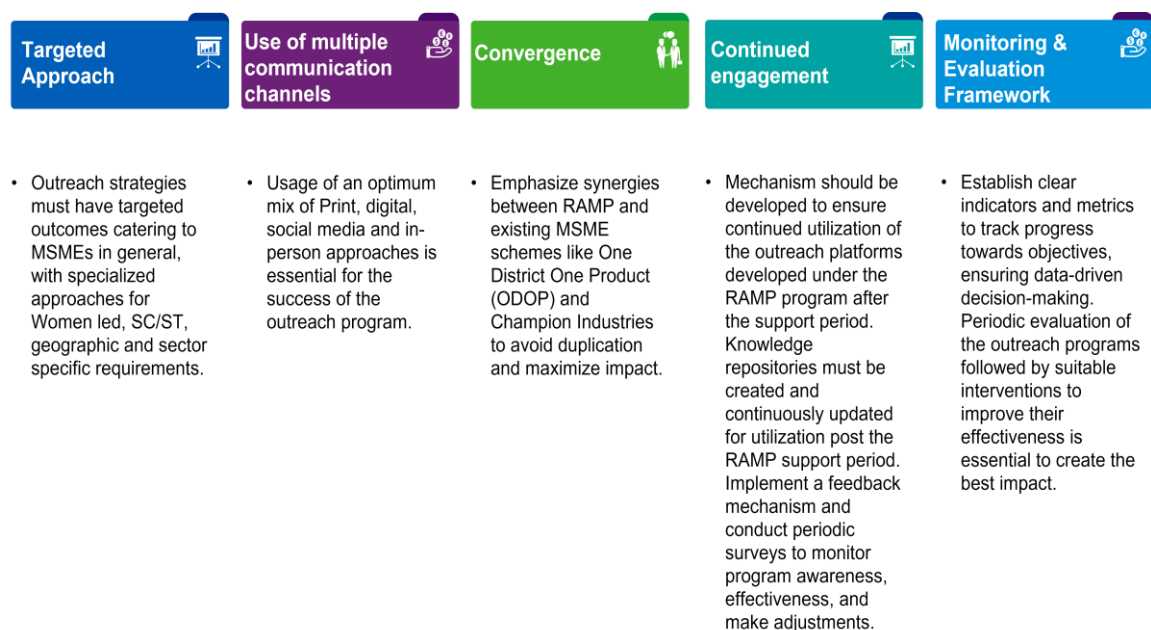 Targeted
Approach
Use of multiple
communication
channels
Convergence
Continued
engagement
Monitoring &
Evaluation
Framework
• Outreach strategies
must have targeted
outcomes catering to
MSMEs in general,
with specialized
approaches for
Women led, SC/ST,
geographic and sector
specific requirements.
• Usage of an optimum
mix of Print, digital,
social media and in-
person approaches is
essential for the
success of the
outreach program.
• Emphasize synergies
between RAMP and
existing MSME
schemes like One
District One Product
(ODOP) and
Champion Industries
to avoid duplication
and maximize impact.
• Mechanism should be
developed to ensure
continued utilization of
the outreach platforms
developed under the
RAMP program after
the support period.
Knowledge
repositories must be
created and
continuously updated
for utilization post the
RAMP support period.
Implement a feedback
mechanism and
conduct periodic
surveys to monitor
program awareness,
effectiveness, and
make adjustments.
• Establish clear
indicators and metrics
to track progress
towards objectives,
ensuring data-driven
decision-making.
Periodic evaluation of
the outreach programs
followed by suitable
interventions to
improve their
effectiveness is
essential to create the
best impact.